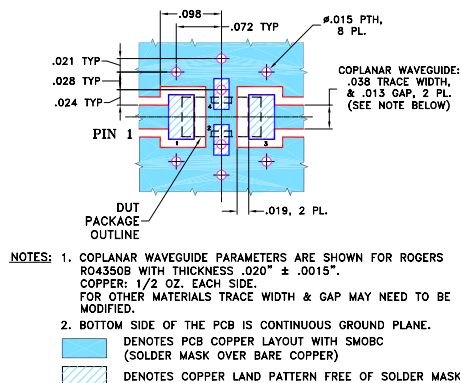 .098
.072 TYP
ø.015 PTH,
8 PL.
.021 TYP
.028 TYP
.024 TYP
COPLANAR WAVEGUIDE:
.038 TRACE WIDTH,
& .013 GAP, 2 PL.
(SEE NOTE BELOW)
PIN 1
4
2
1
3
DUT
PACKAGE
OUTLINE
.019, 2 PL.
NOTES: 1. COPLANAR WAVEGUIDE PARAMETERS ARE SHOWN FOR ROGERS
RO4350B WITH THICKNESS .020" ± .0015".
COPPER: 1/2 OZ. EACH SIDE.
FOR OTHER MATERIALS TRACE WIDTH & GAP MAY NEED TO BE
MODIFIED.
2. BOTTOM SIDE OF THE PCB IS CONTINUOUS GROUND PLANE.
DENOTES PCB COPPER LAYOUT WITH SMOBC
(SOLDER MASK OVER BARE COPPER)
DENOTES COPPER LAND PATTERN FREE OF SOLDER MASK